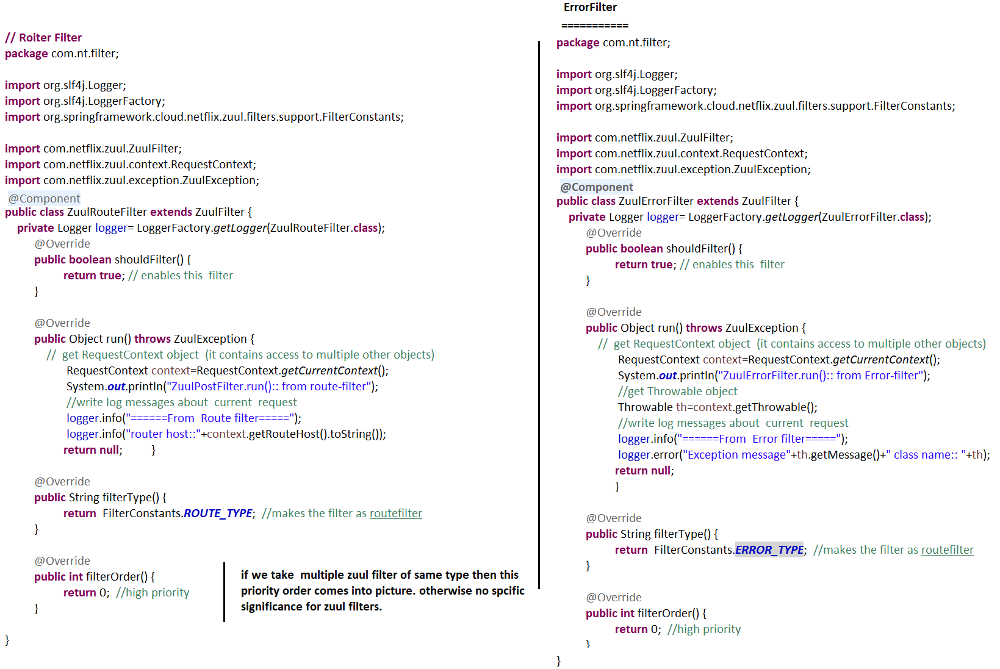 // Roiter Filter
package com.nt.filter;
import org.slf4j.Logger;
import org.slf4j.LoggerFactory;
import org.springframework.cloud.netflix.zuul.filters.support.FilterConstants;
import com.netflix.zuul.ZuulFilter;
import com.netflix.zuul.context.RequestContext;
import com.netflix.zuul.exception.ZuulException;
@Component
public class ZuulRouteFilter extends ZuulFilter {
private Logger logger= LoggerFactory.getLogger(ZuulRouteFilter.class);
@Override
public boolean shouldFilter() {
return true; // enables this  filter
}
@Override
public Object run() throws ZuulException {
//  get RequestContext object  (it contains access to multiple other objects)
RequestContext context=RequestContext.getCurrentContext();
System.out.println("ZuulPostFilter.run():: from route-filter");
//write log messages about  current  request
logger.info("======From  Route filter=====");
logger.info("router host::"+context.getRouteHost().toString());
return null;         }
@Override
public String filterType() {
return  FilterConstants.ROUTE_TYPE;  //makes the filter as routefilter
}
@Override
public int filterOrder() {
return 0;  //high priority
}
}
if we take  multiple zuul filter of same type then this
priority order comes into picture. otherwise no spcific
significance for zuul filters.
ErrorFilter
===========
package com.nt.filter;
import org.slf4j.Logger;
import org.slf4j.LoggerFactory;
import org.springframework.cloud.netflix.zuul.filters.support.FilterConstants;
import com.netflix.zuul.ZuulFilter;
import com.netflix.zuul.context.RequestContext;
import com.netflix.zuul.exception.ZuulException;
@Component
public class ZuulErrorFilter extends ZuulFilter {
private Logger logger= LoggerFactory.getLogger(ZuulErrorFilter.class);
@Override
public boolean shouldFilter() {
return true; // enables this  filter
}
@Override
public Object run() throws ZuulException {
//  get RequestContext object  (it contains access to multiple other objects)
RequestContext context=RequestContext.getCurrentContext();
System.out.println("ZuulErrorFilter.run():: from Error-filter");
//get Throwable object
Throwable th=context.getThrowable();
//write log messages about  current  request
logger.info("======From  Error filter=====");
logger.error("Exception message"+th.getMessage()+" class name:: "+th);
return null;
}
@Override
public String filterType() {
return  FilterConstants.ERROR_TYPE;  //makes the filter as routefilter
}
@Override
public int filterOrder() {
return 0;  //high priority
}
}